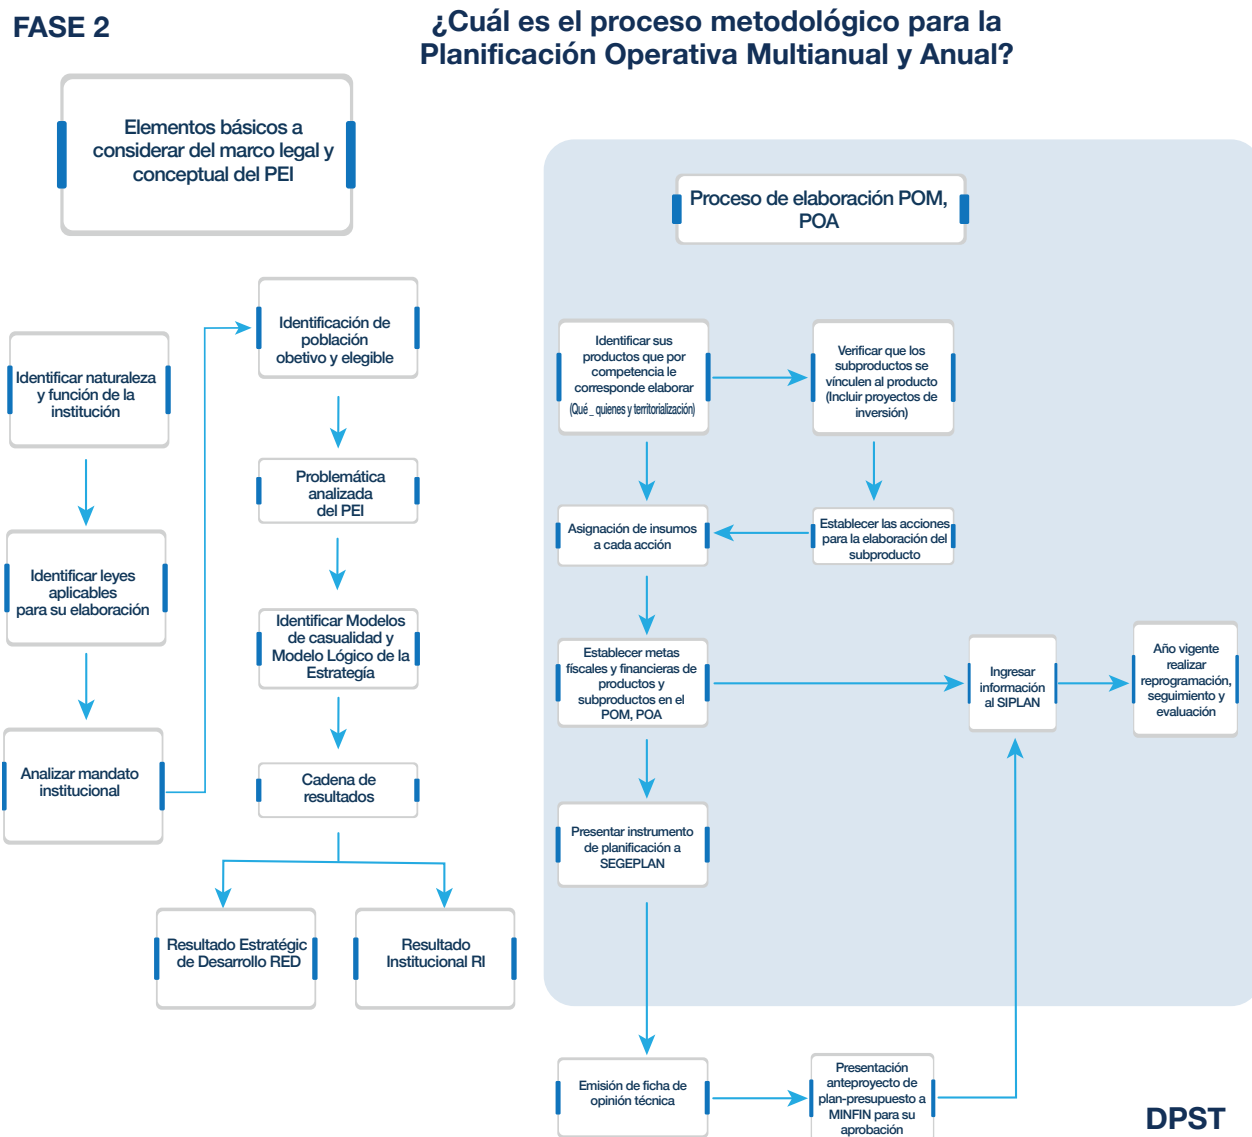 FASE 2
¿Cuál es el proceso metodológico para la
Planificación Operativa Multianual y Anual?
Elementos básicos a
considerar del marco legal y
conceptual del PEI
Identificar naturaleza
y función de la
institución
Identificar leyes
aplicables
para su elaboración
Analizar mandato
institucional
Identificación de
población
obetivo y elegible
Problemática
analizada
del PEI
Identificar Modelos
de casualidad y
Modelo Lógico de la
Estrategía
Cadena de
resultados
Resultado Estratégic
de Desarrollo RED
Resultado
Institucional RI
Proceso de elaboración POM,
POA
Identificar sus
productos que por
competencia le
corresponde elaborar
(Qué _ quienes y territorialización)
Verificar que los
subproductos se
vínculen al producto
(Incluir proyectos de
inversión)
Asignación de insumos
a cada acción
Establecer las acciones
para la elaboración del
subproducto
Establecer metas
físcales y financieras de
productos y
subproductos en el
POM, POA
Ingresar
información
al SIPLAN
Año vigente
realizar
reprogramación,
seguimiento y
evaluación
Presentar instrumento
de planificación a
SEGEPLAN
Emisión de ficha de
opinión técnica
Presentación
anteproyecto de
plan-presupuesto a
MINFIN para su
aprobación
DPST